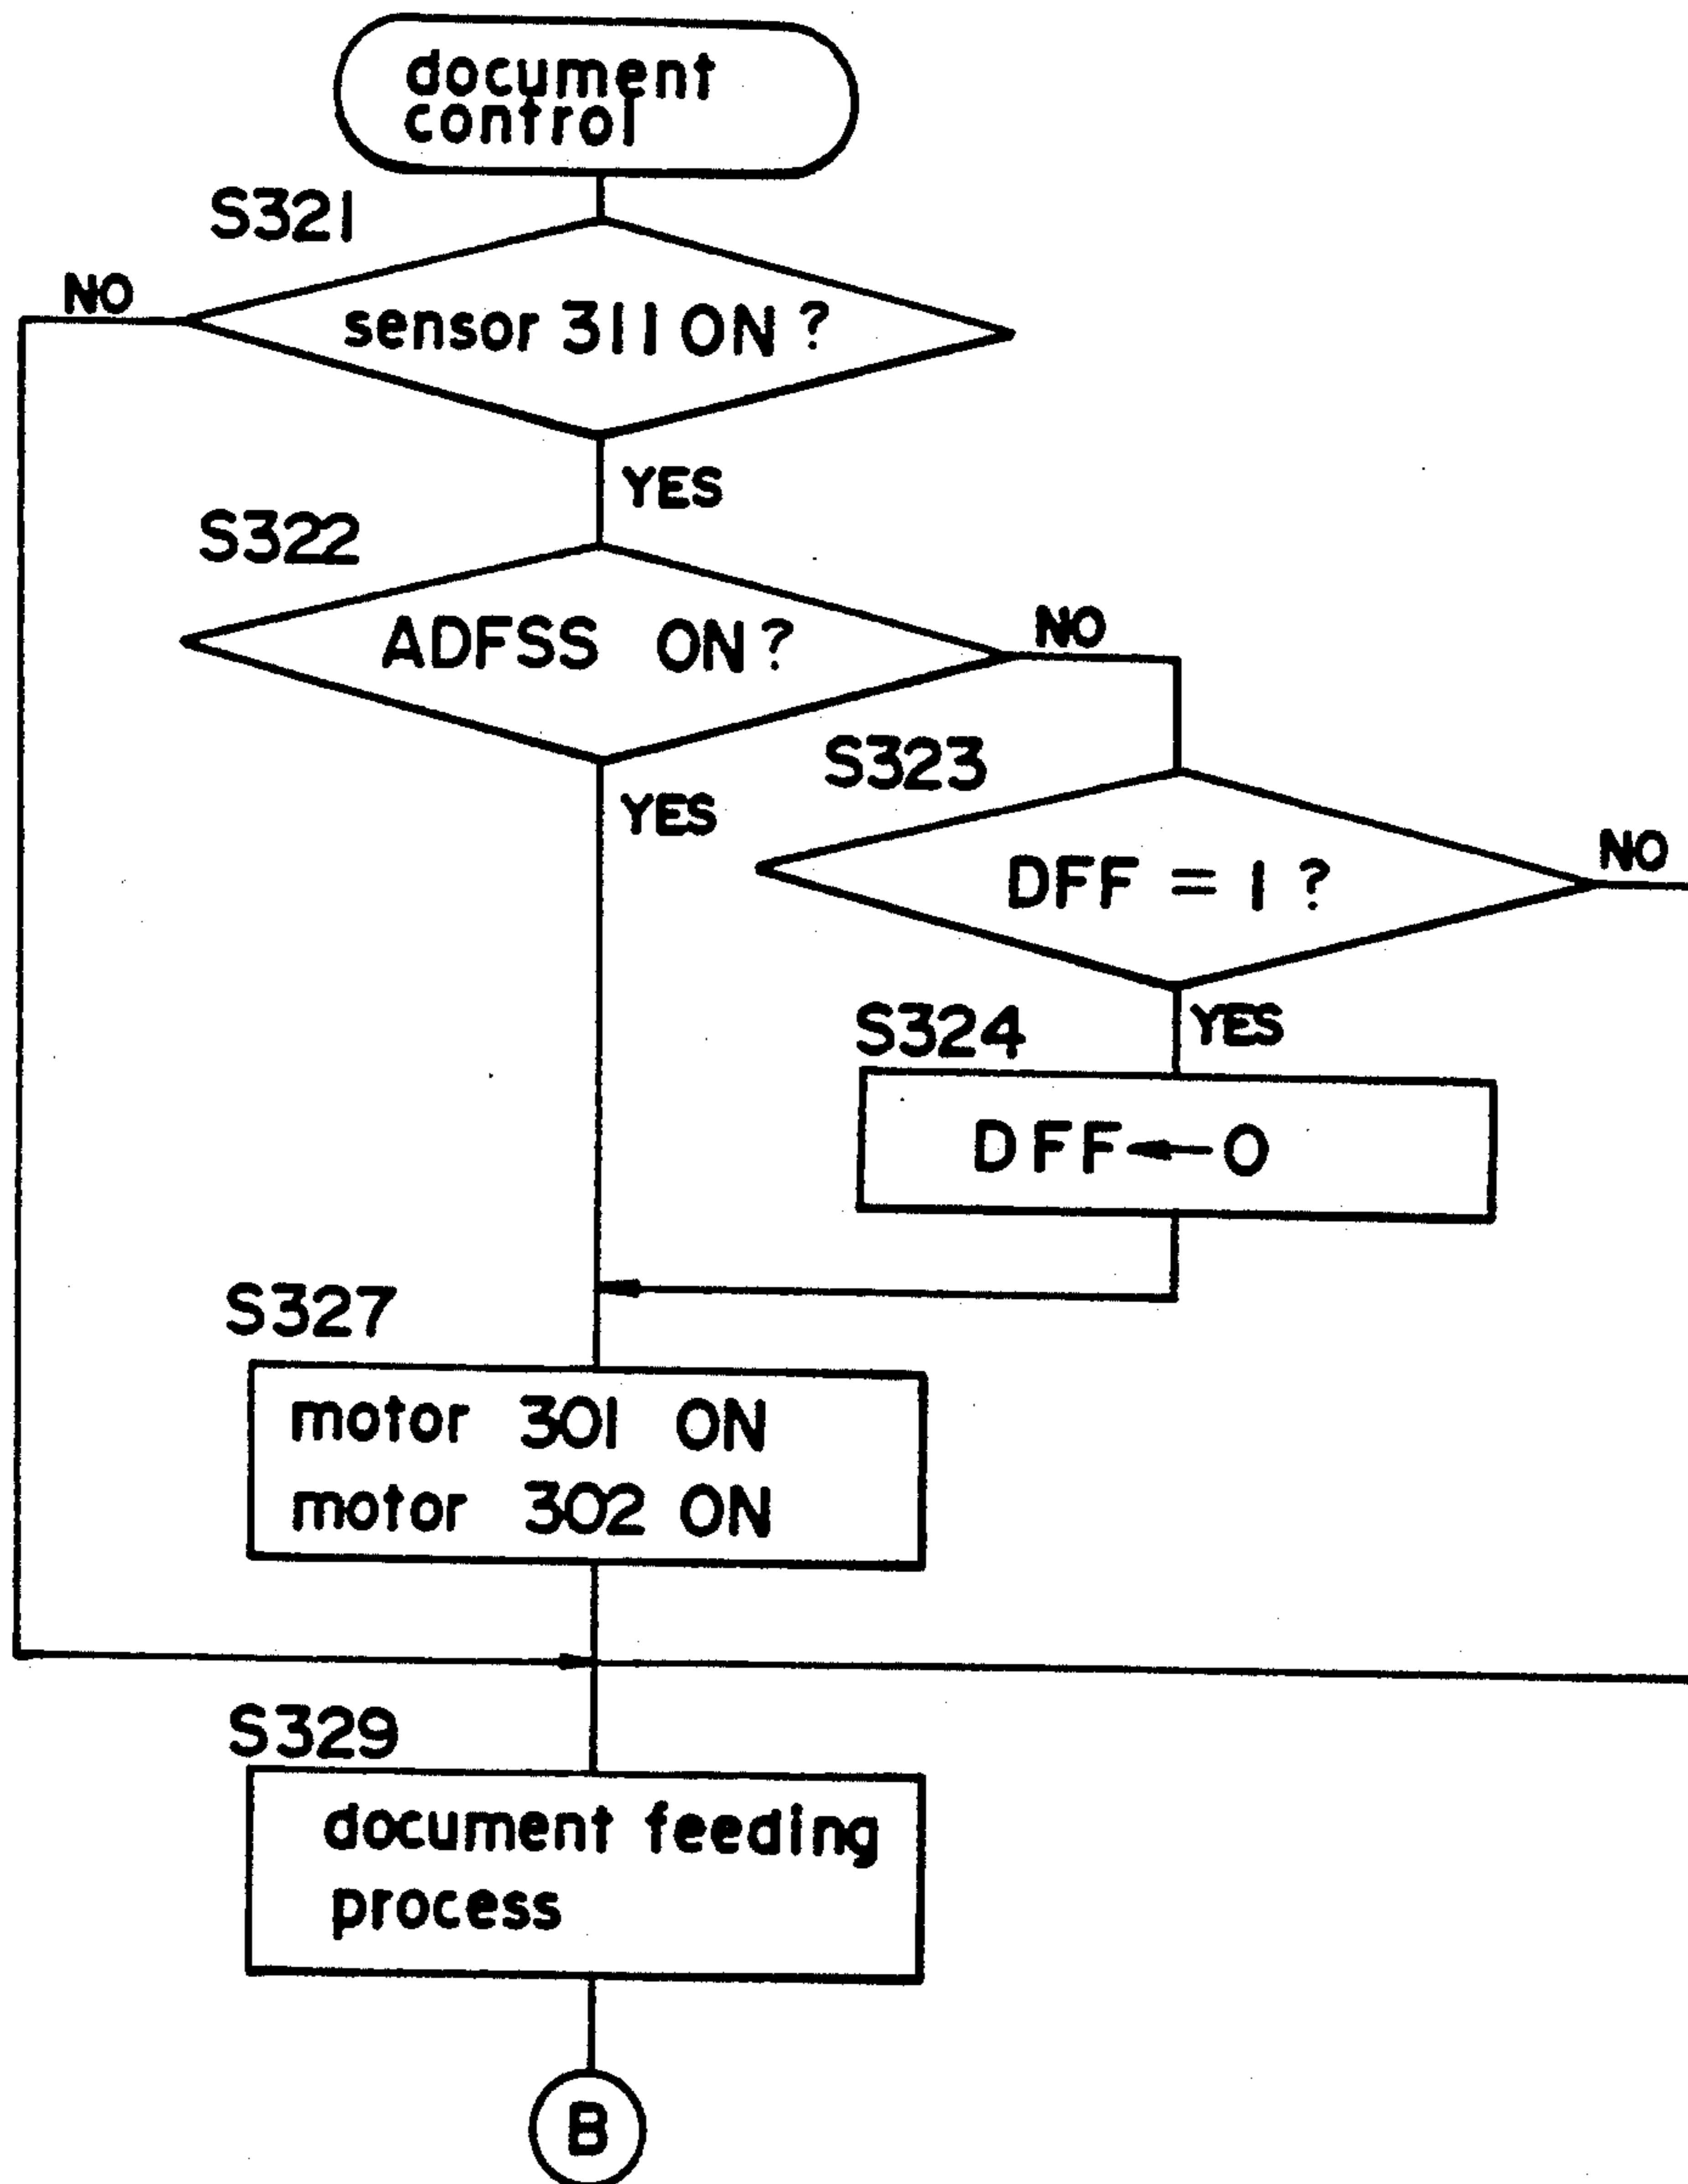 document
control
S321
NO
sensor 311 ON ?
YES
S322
ADFSS ON?
NO
YES
S323
DFF = 1 ?
NO
YES
S324
DFF←0
S327
motor 301 ON
motor 302 ON
S329
document feeding
process
B